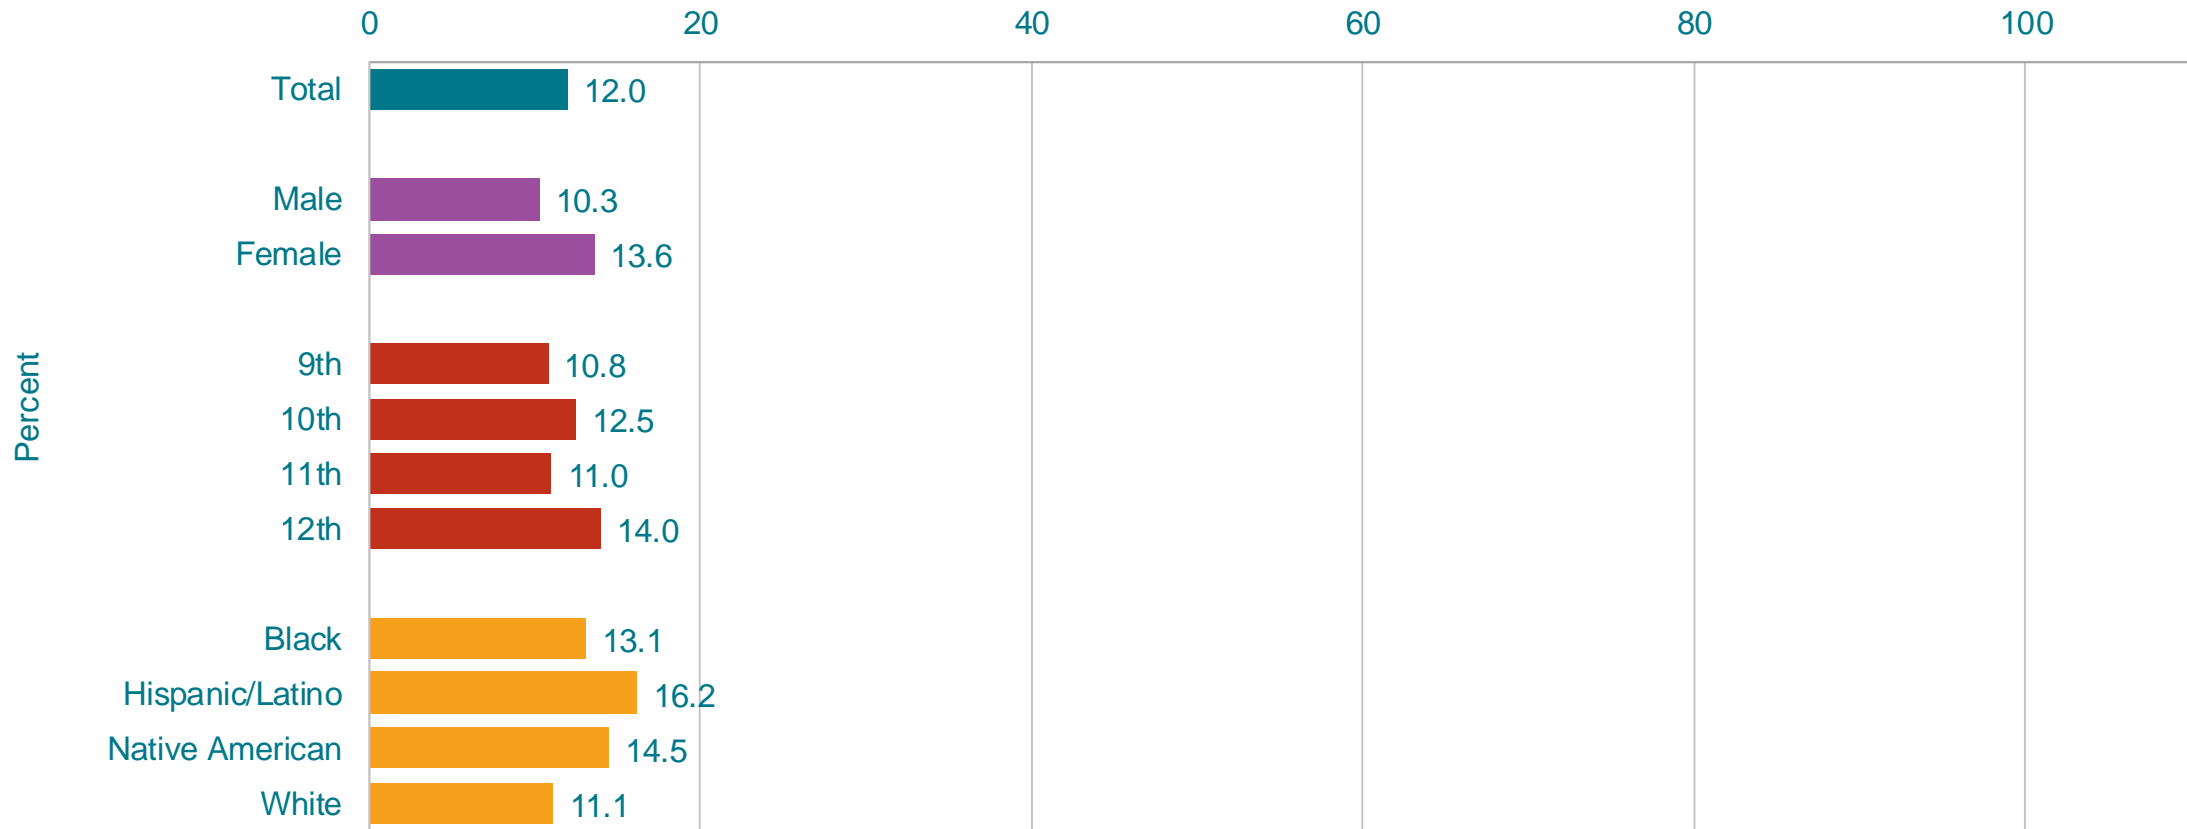 0 20 40 60 80 100
Total 12.0
Male 10.3
Female 13.6
Percent
9th 10.8
10th 12.5
11th 11.0
12th 14.0
Black 13.1
Hispanic/Latino 16.2
Native American 14.5
White 11.1